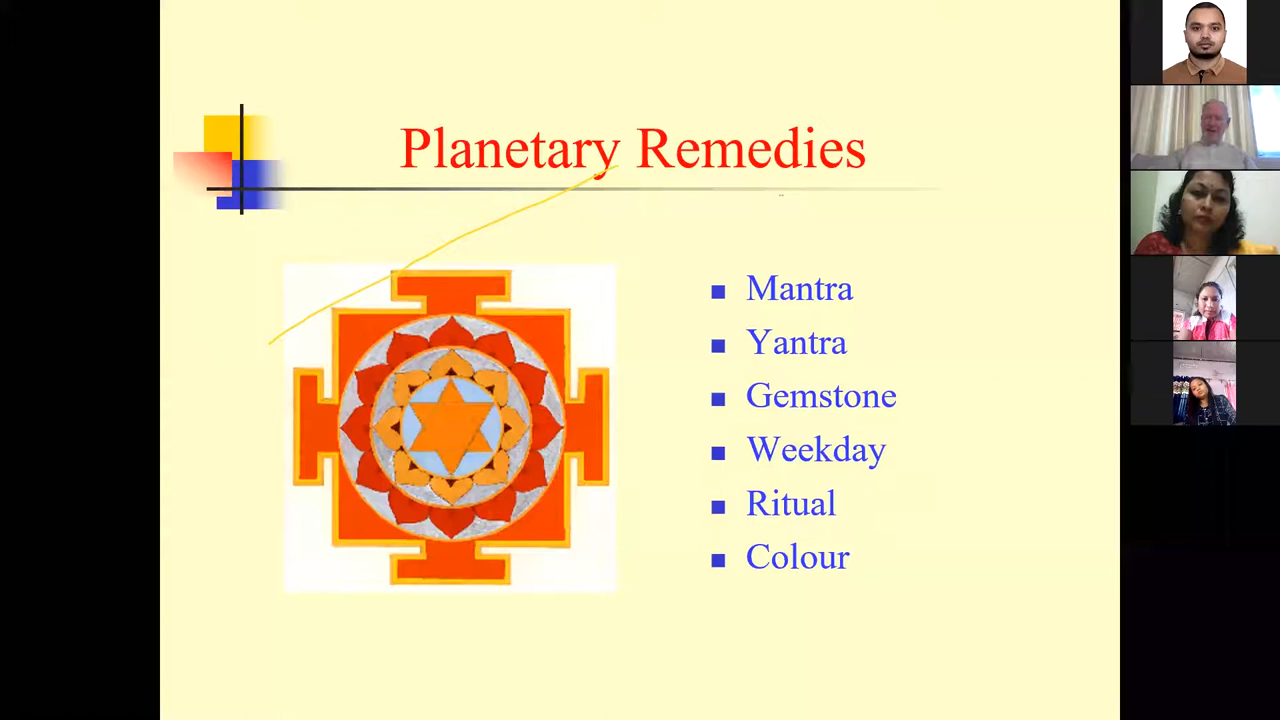 Planetary Remedies
Mantra
Yantra
Gemstone
Weekday
Ritual
Colour